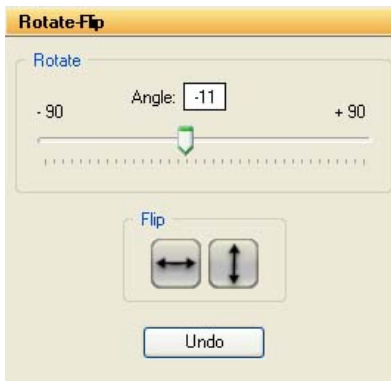 Rotate-Flip
Rotate
Angle: -11
- 90 + 90
Flip
Undo